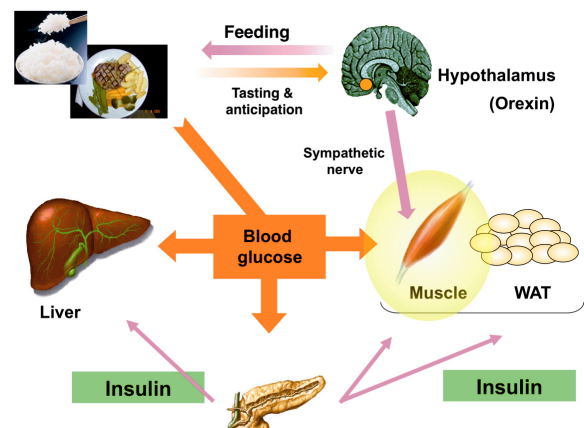 Feeding
Tasting &
anticipation
Hypothalamus
(Orexin)
Sympathetic
nerve
Blood
glucose
Liver
Muscle
WAT
Insulin
Insulin